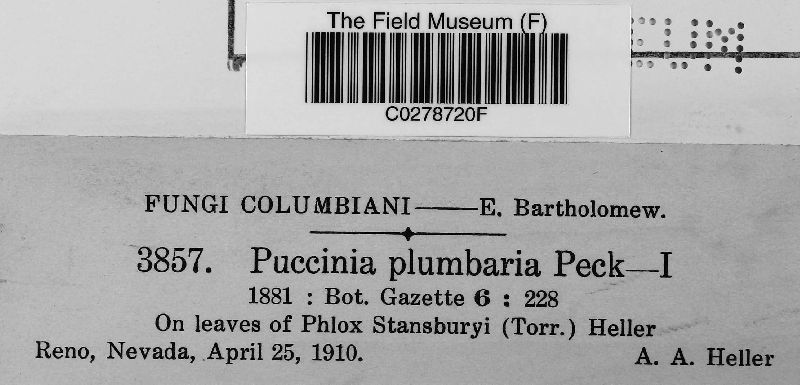 The Field Museum (F)
C0278720F
FUNGI COLUMBIANI——E. Bartholomew.
3857. Puccinia plumbaria Peck—I
1881 : Bot. Gazette 6 : 228
On leaves of Phlox Stansburyi (Torr.) Heller
Reno, Nevada, April 25, 1910. A. A. Heller